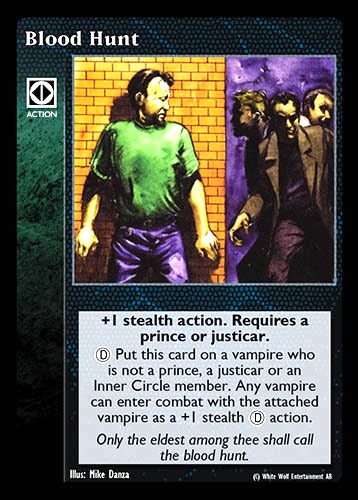 Blood Hunt
ACTION
+1 stealth action. Requires a
prince or justicar.
Ⓓ Put this card on a vampire who
is not a prince, a justicar or an
Inner Circle member. Any vampire
can enter combat with the attached
vampire as a +1 stealth Ⓓ action.
Only the eldest among thee shall call
the blood hunt.
Illus: Mike Danza
(C) White Wolf Entertainment AB